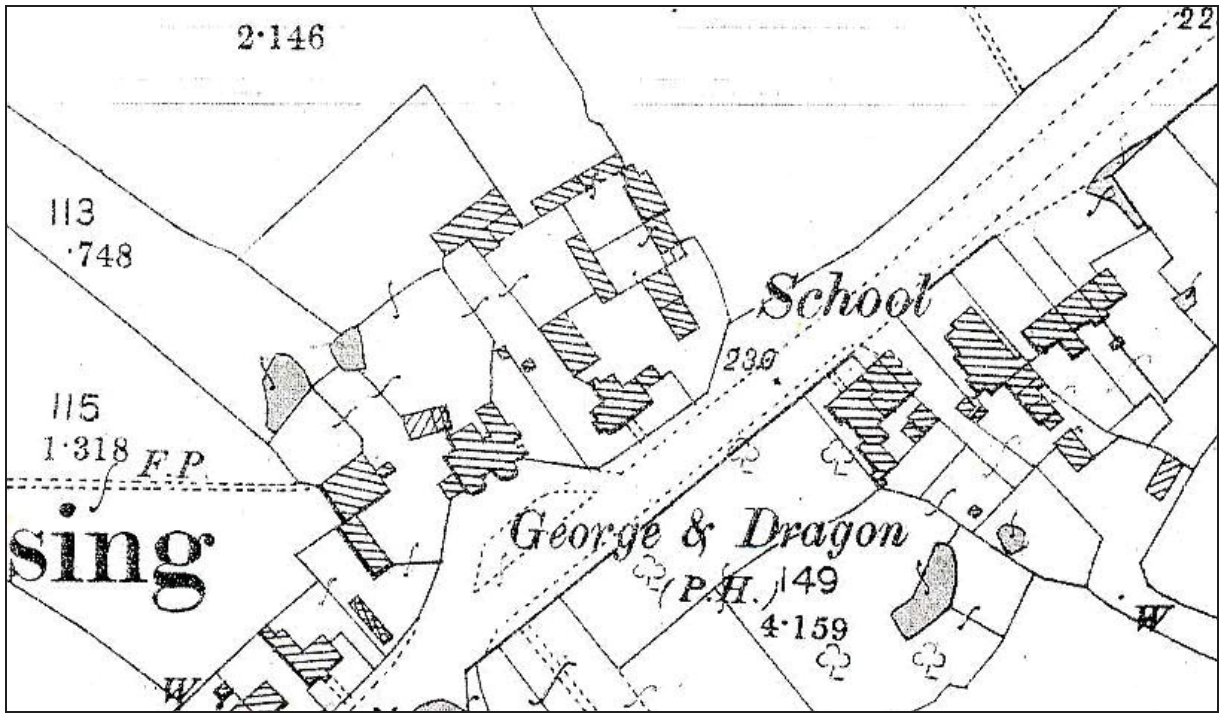 2·146
22
113
·748
School
230
115
1·318
F.P.
sing
George & Dragon
(P.H.)
149
4·159
W
W